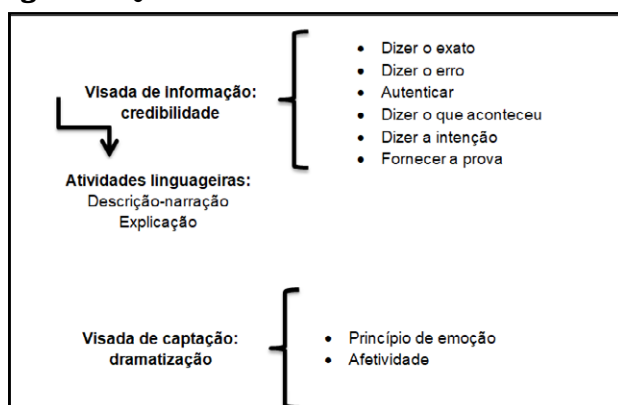 Visada de informação:
credibilidade
• Dizer o exato
• Dizer o erro
• Autenticar
• Dizer o que aconteceu
• Dizer a intenção
• Fornecer a prova
Atividades linguageiras:
Descrição-narração
Explicação
Visada de captação:
dramatização
• Princípio de emoção
• Afetividade